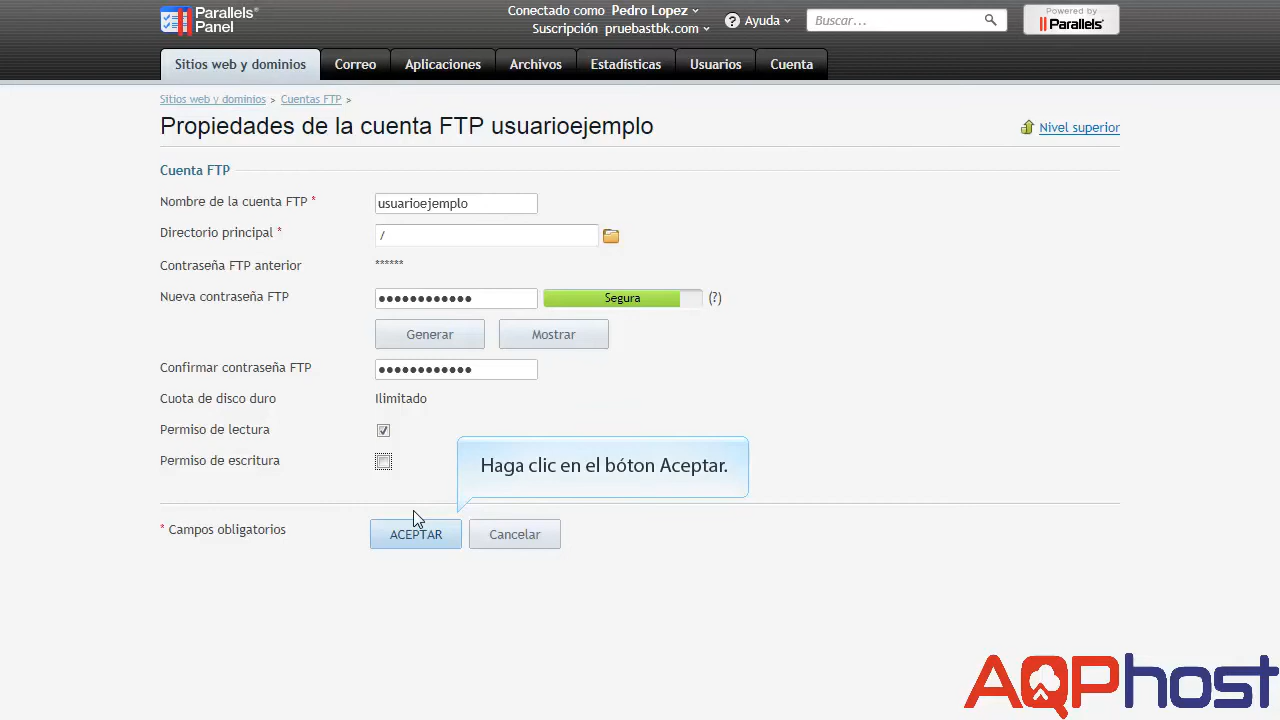 Parallels® Panel
Conectado como Pedro Lopez
Suscripción pruebastbk.com
? Ayuda
Buscar...
Powered by
Parallels®
Sitios web y dominios Correo Aplicaciones Archivos Estadísticas Usuarios Cuenta
Sitios web y dominios > Cuentas FTP >
Propiedades de la cuenta FTP usuarioejemplo
Nivel superior
Cuenta FTP
Nombre de la cuenta FTP * usuarioejemplo
Directorio principal * /
Contraseña FTP anterior ******
Nueva contraseña FTP ●●●●●●●●●●●● Segura (?)
Generar Mostrar
Confirmar contraseña FTP ●●●●●●●●●●●●
Cuota de disco duro Ilimitado
Permiso de lectura
Permiso de escritura
Haga clic en el bóton Aceptar.
* Campos obligatorios ACEPTAR Cancelar
AQPhost